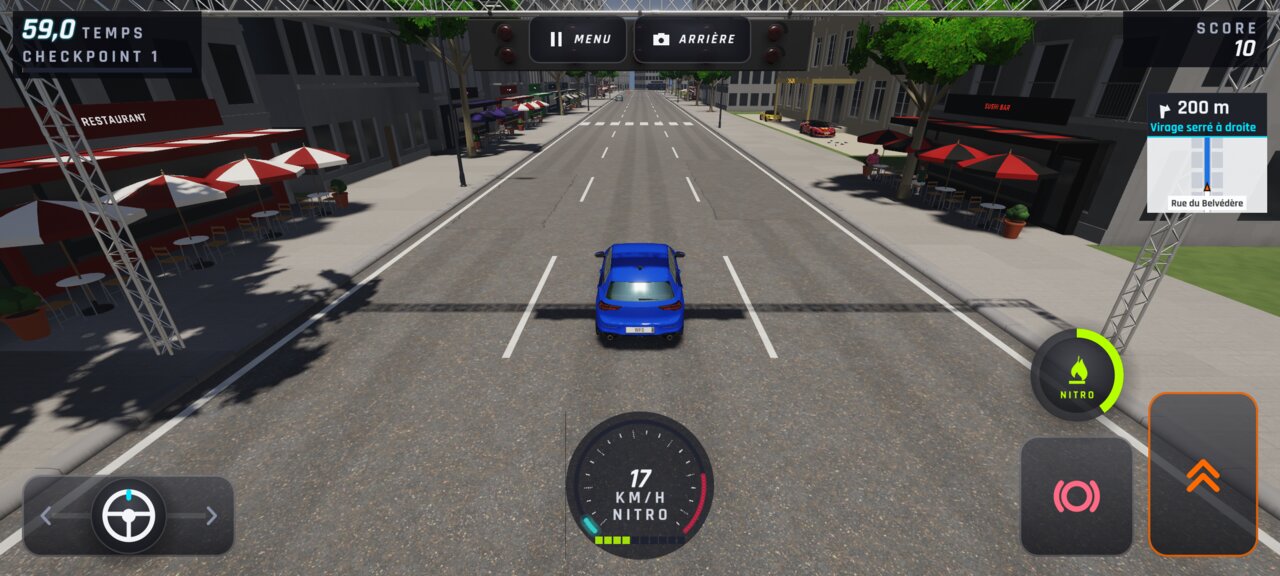 59,0 TEMPS
CHECKPOINT 1
MENU
ARRIÈRE
SCORE
10
RESTAURANT
SUSHI BAR
200 m
Virage serré à droite
Rue du Belvédère
NITRO
17
KM/H
NITRO